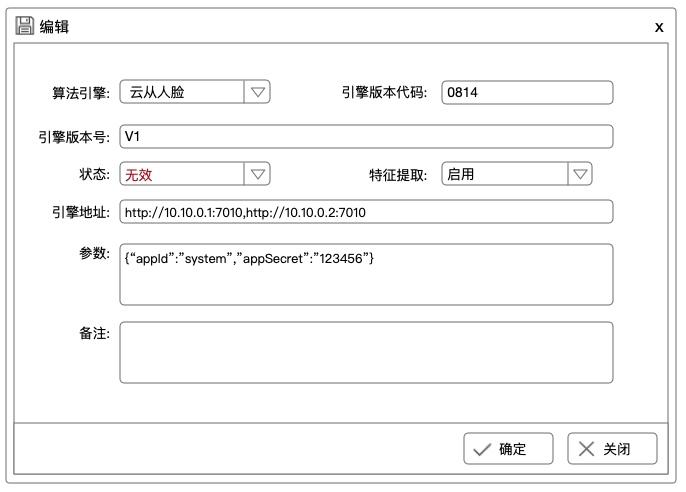 编辑 x
算法引擎: 云从人脸 引擎版本代码: 0814
引擎版本号: V1
状态: 无效 特征提取: 启用
引擎地址: http://10.10.0.1:7010,http://10.10.0.2:7010
参数: {“appId”:”system”,”appSecret”:”123456”}
备注:
确定 关闭